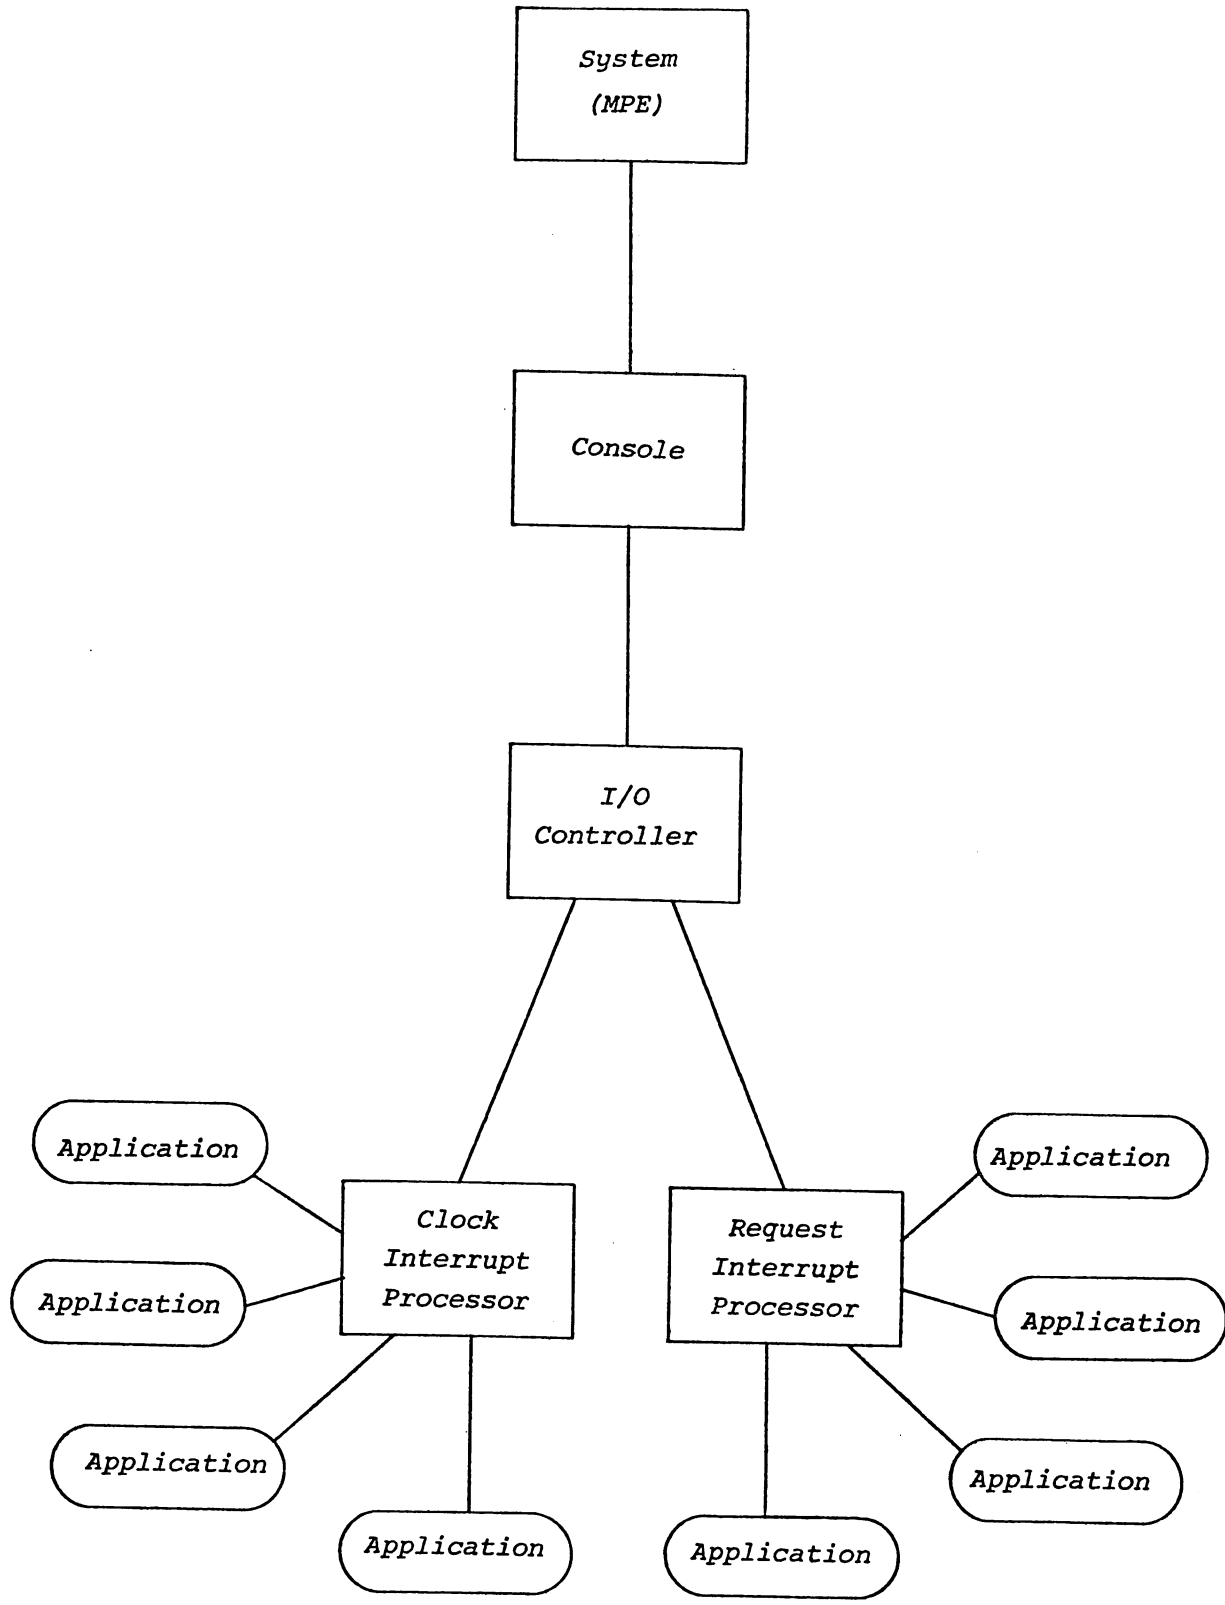 System
(MPE)
Console
I/O
Controller
Application
Application
Clock
Interrupt
Processor
Request
Interrupt
Processor
Application
Application
Application
Application
Application
Application